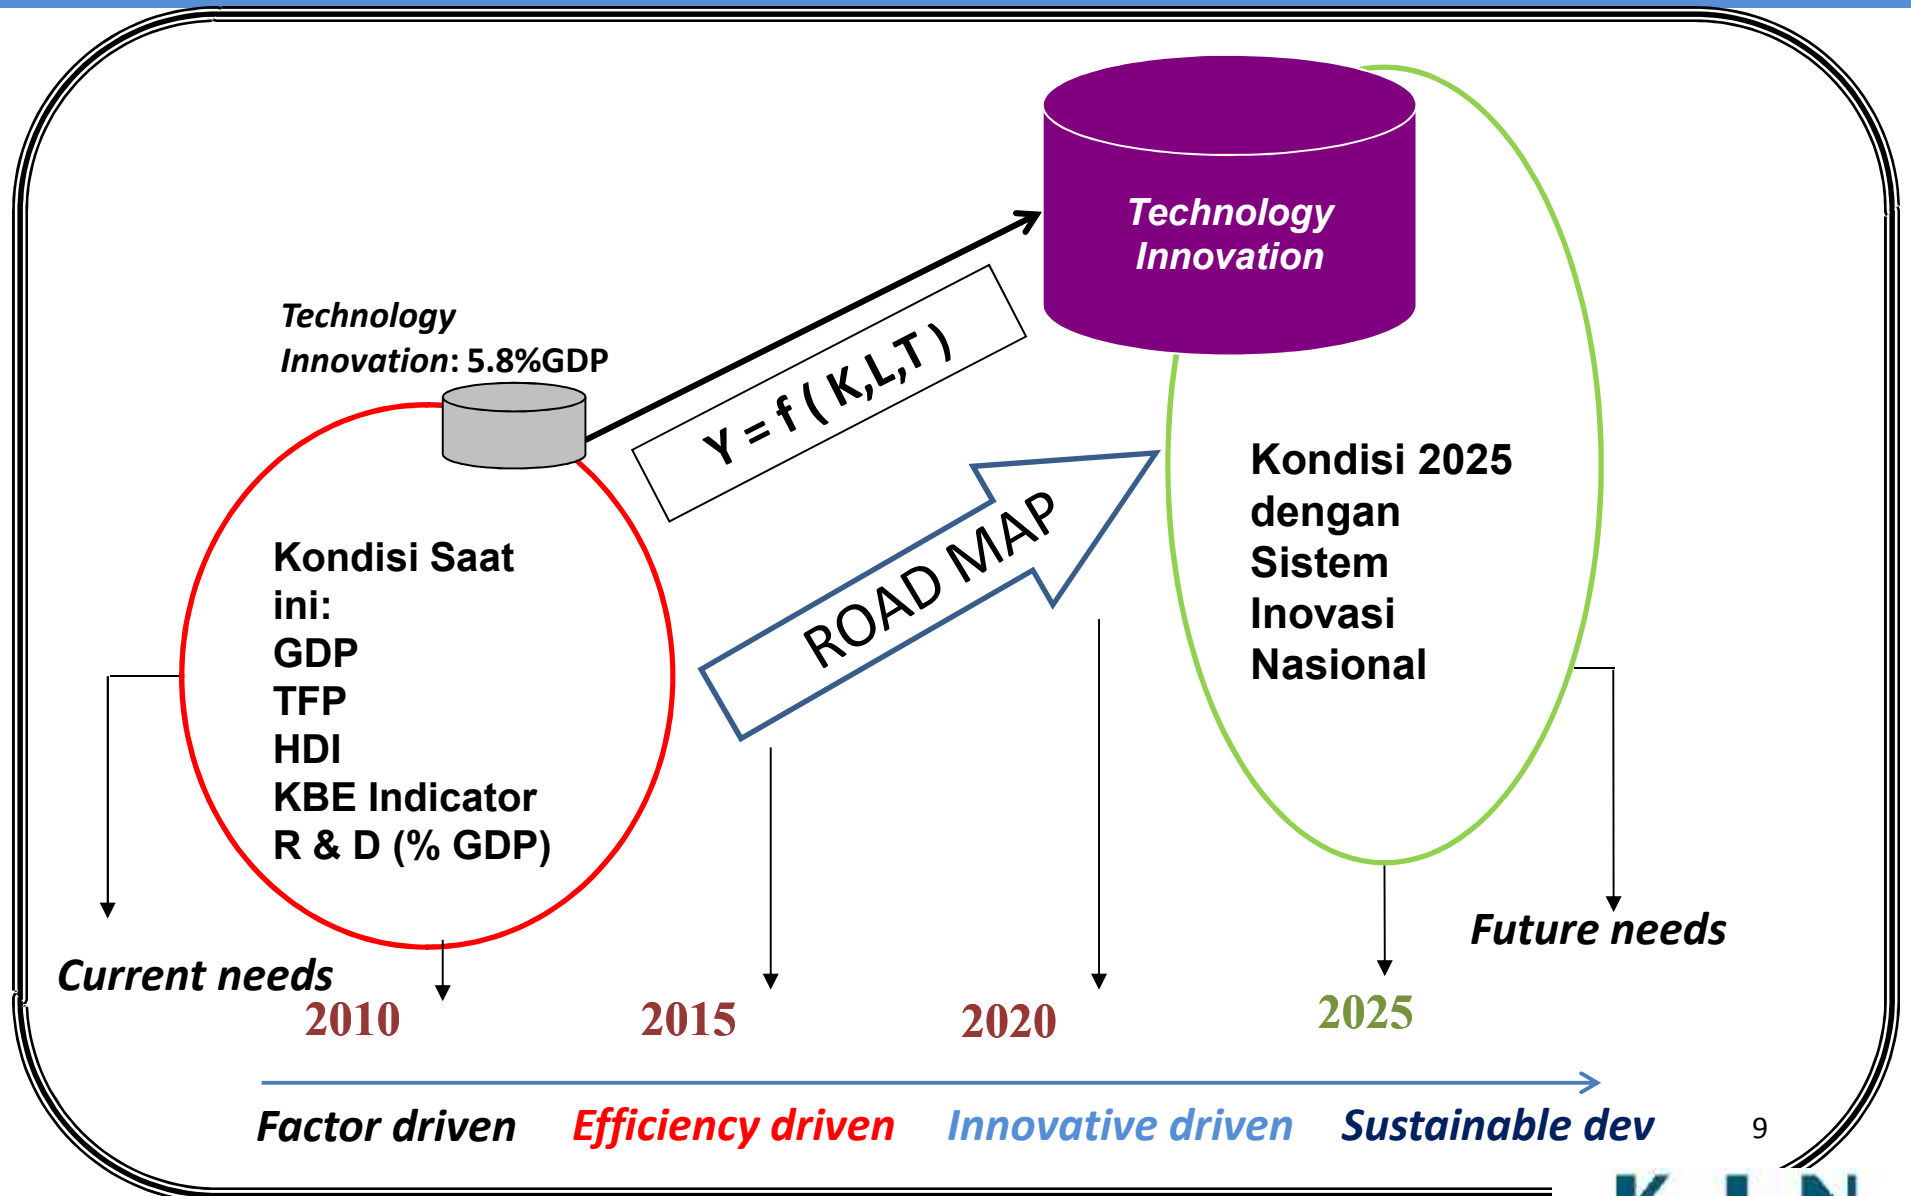 Technology
Innovation
Technology
Innovation: 5.8%GDP
Y = f ( K,L,T )
ROAD MAP
Kondisi Saat
ini:
GDP
TFP
HDI
KBE Indicator
R & D (% GDP)
Kondisi 2025
dengan
Sistem
Inovasi
Nasional
Current needs
Future needs
2010 2015 2020 2025
Factor driven Efficiency driven Innovative driven Sustainable dev
9
KIN